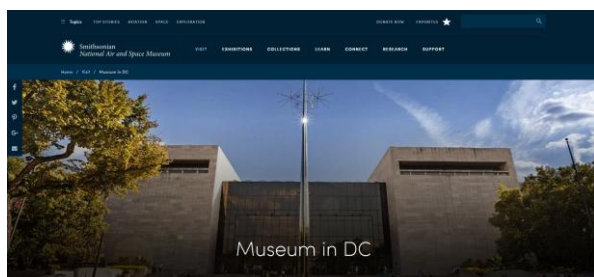 Topics TOP STORIES AVIATION SPACE EXPLORATION DONATE NOW FAVORITES
Smithsonian
National Air and Space Museum
VISIT EXHIBITIONS COLLECTIONS LEARN CONNECT RESEARCH SUPPORT
Home / Visit / Museum in DC
Museum in DC